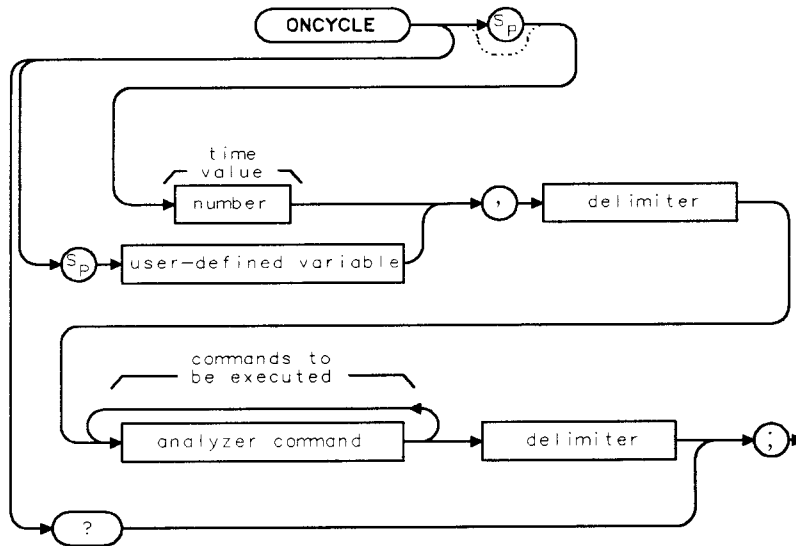 ONCYCLE
Sp
time
value
number
,
delimiter
Sp
user-defined variable
commands to
be executed
analyzer command
delimiter
;
?